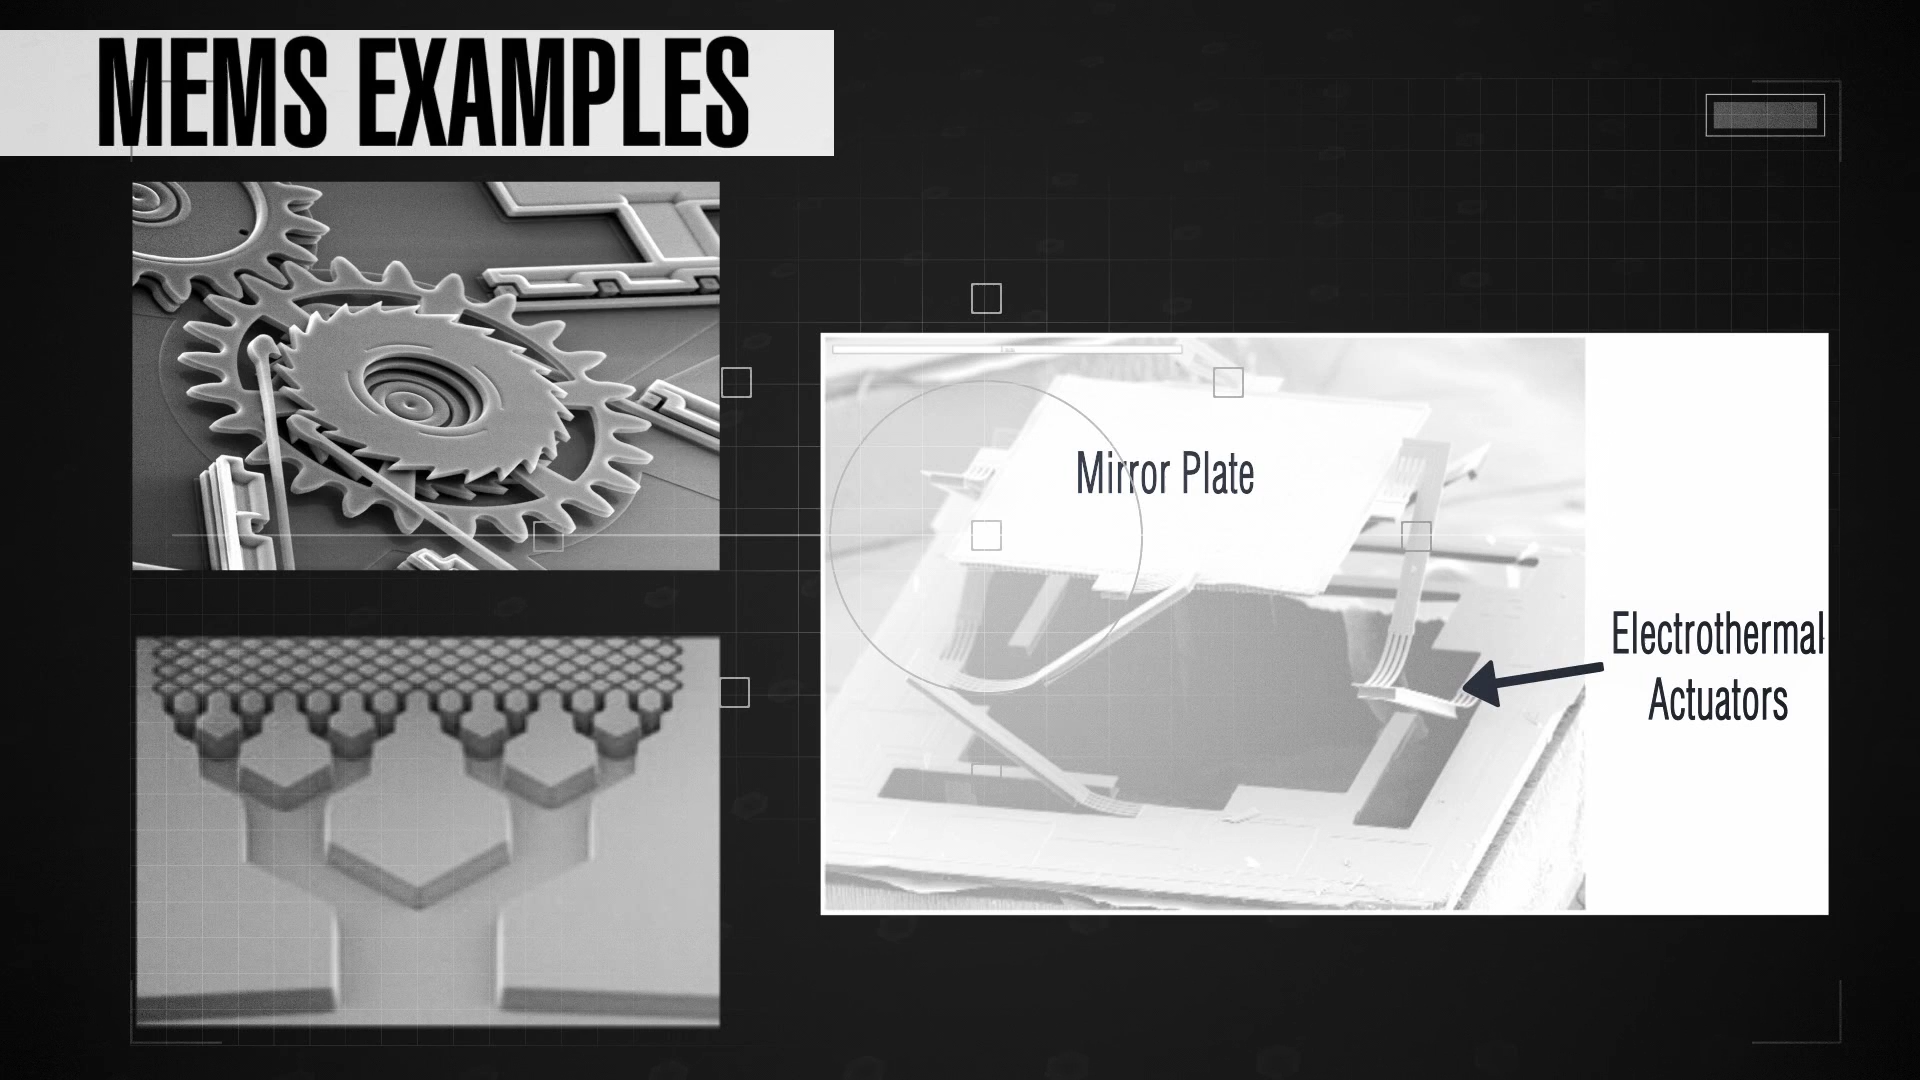 MEMS EXAMPLES
Mirror Plate
Electrothermal
Actuators